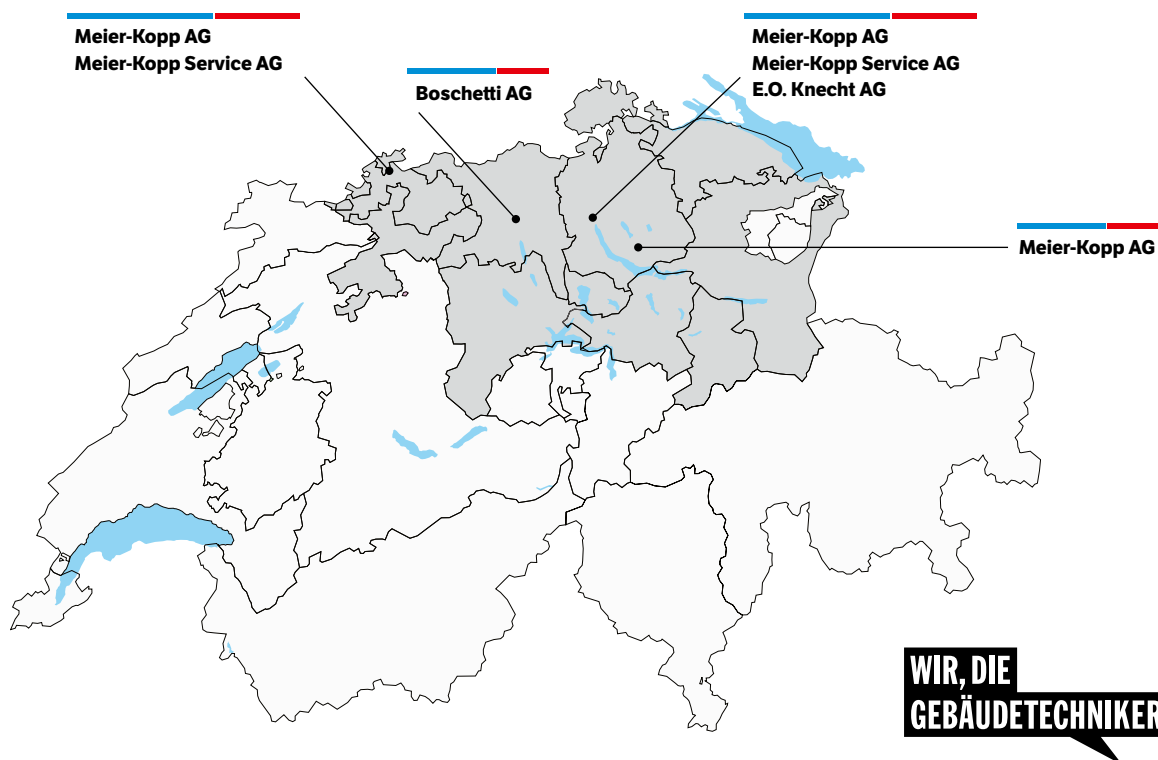 Meier-Kopp AG
Meier-Kopp Service AG
Boschetti AG
Meier-Kopp AG
Meier-Kopp Service AG
E.O. Knecht AG
Meier-Kopp AG
WIR, DIE
GEBÄUDETECHNIKER